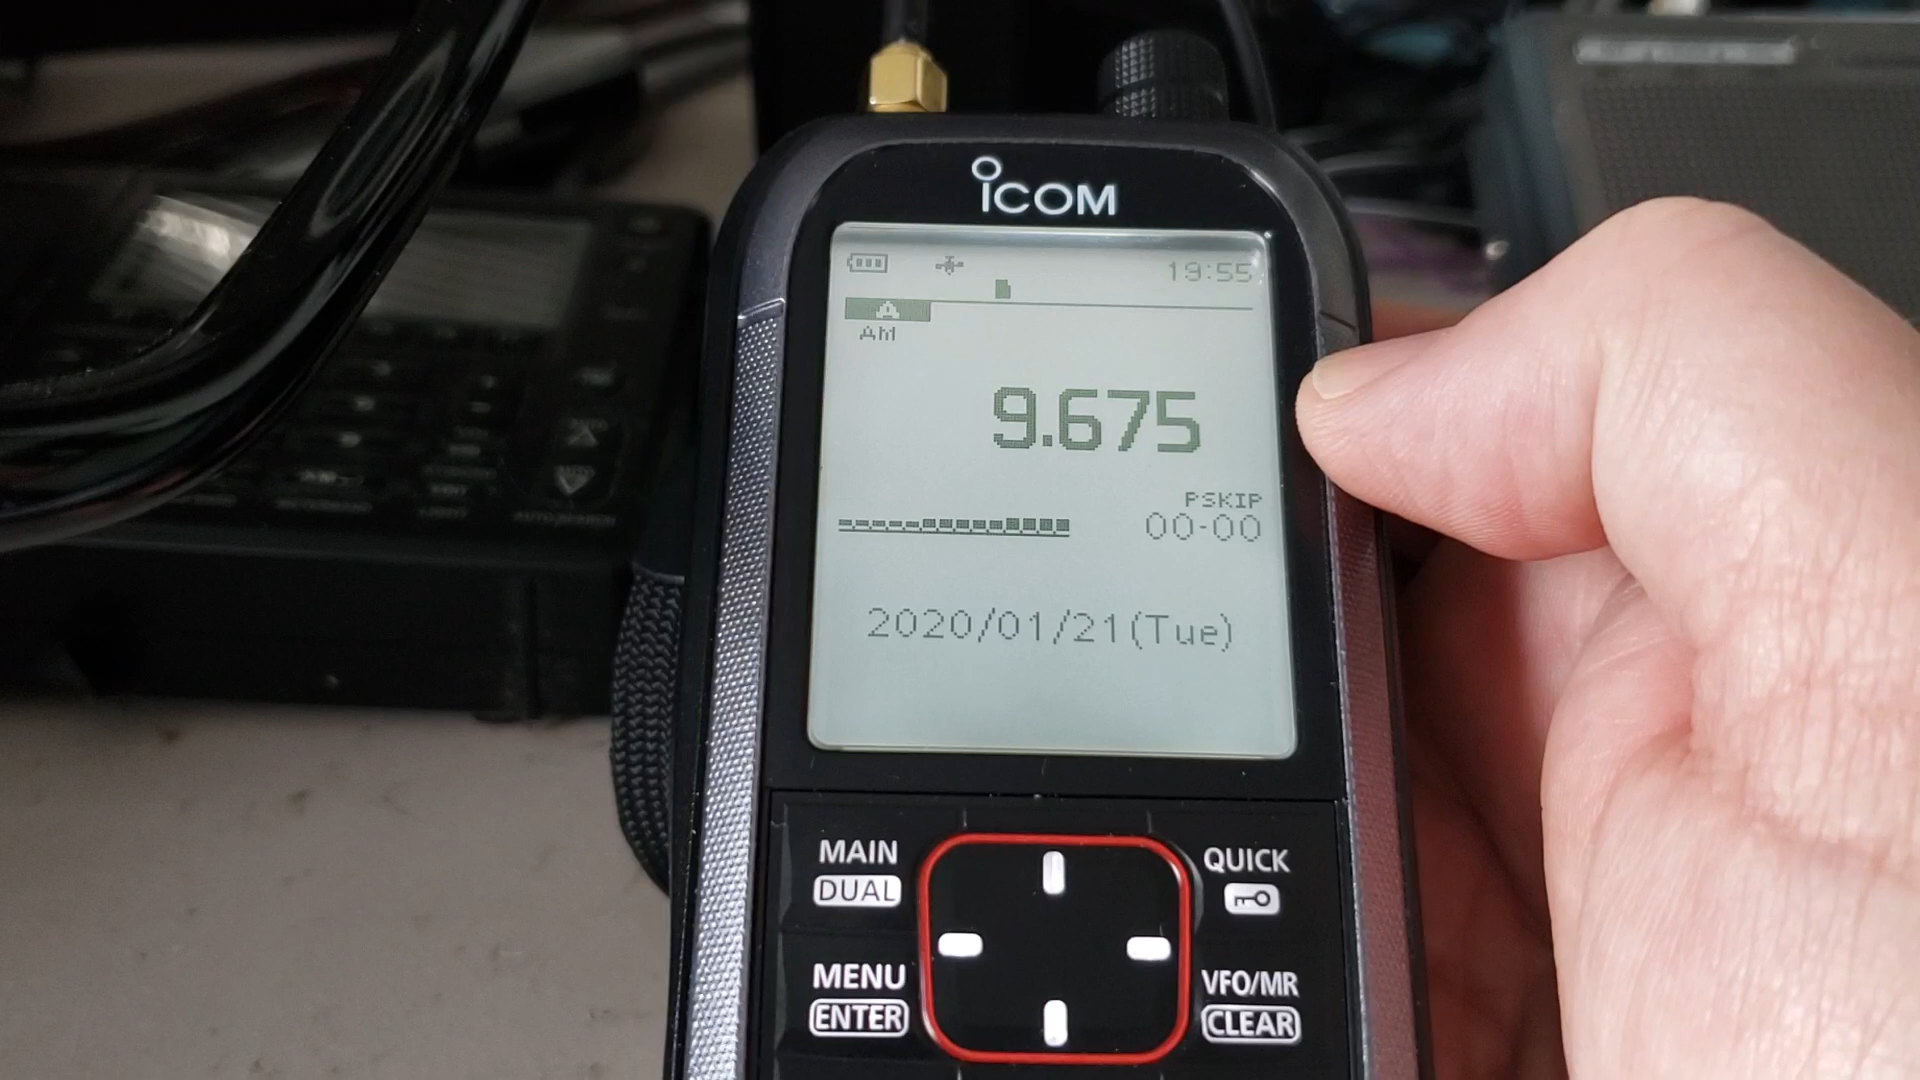 ICOM
19:55
A
AM
9.675
PSKIP
00-00
2020/01/21(Tue)
MAIN
DUAL
QUICK
MENU
ENTER
VFO/MR
CLEAR